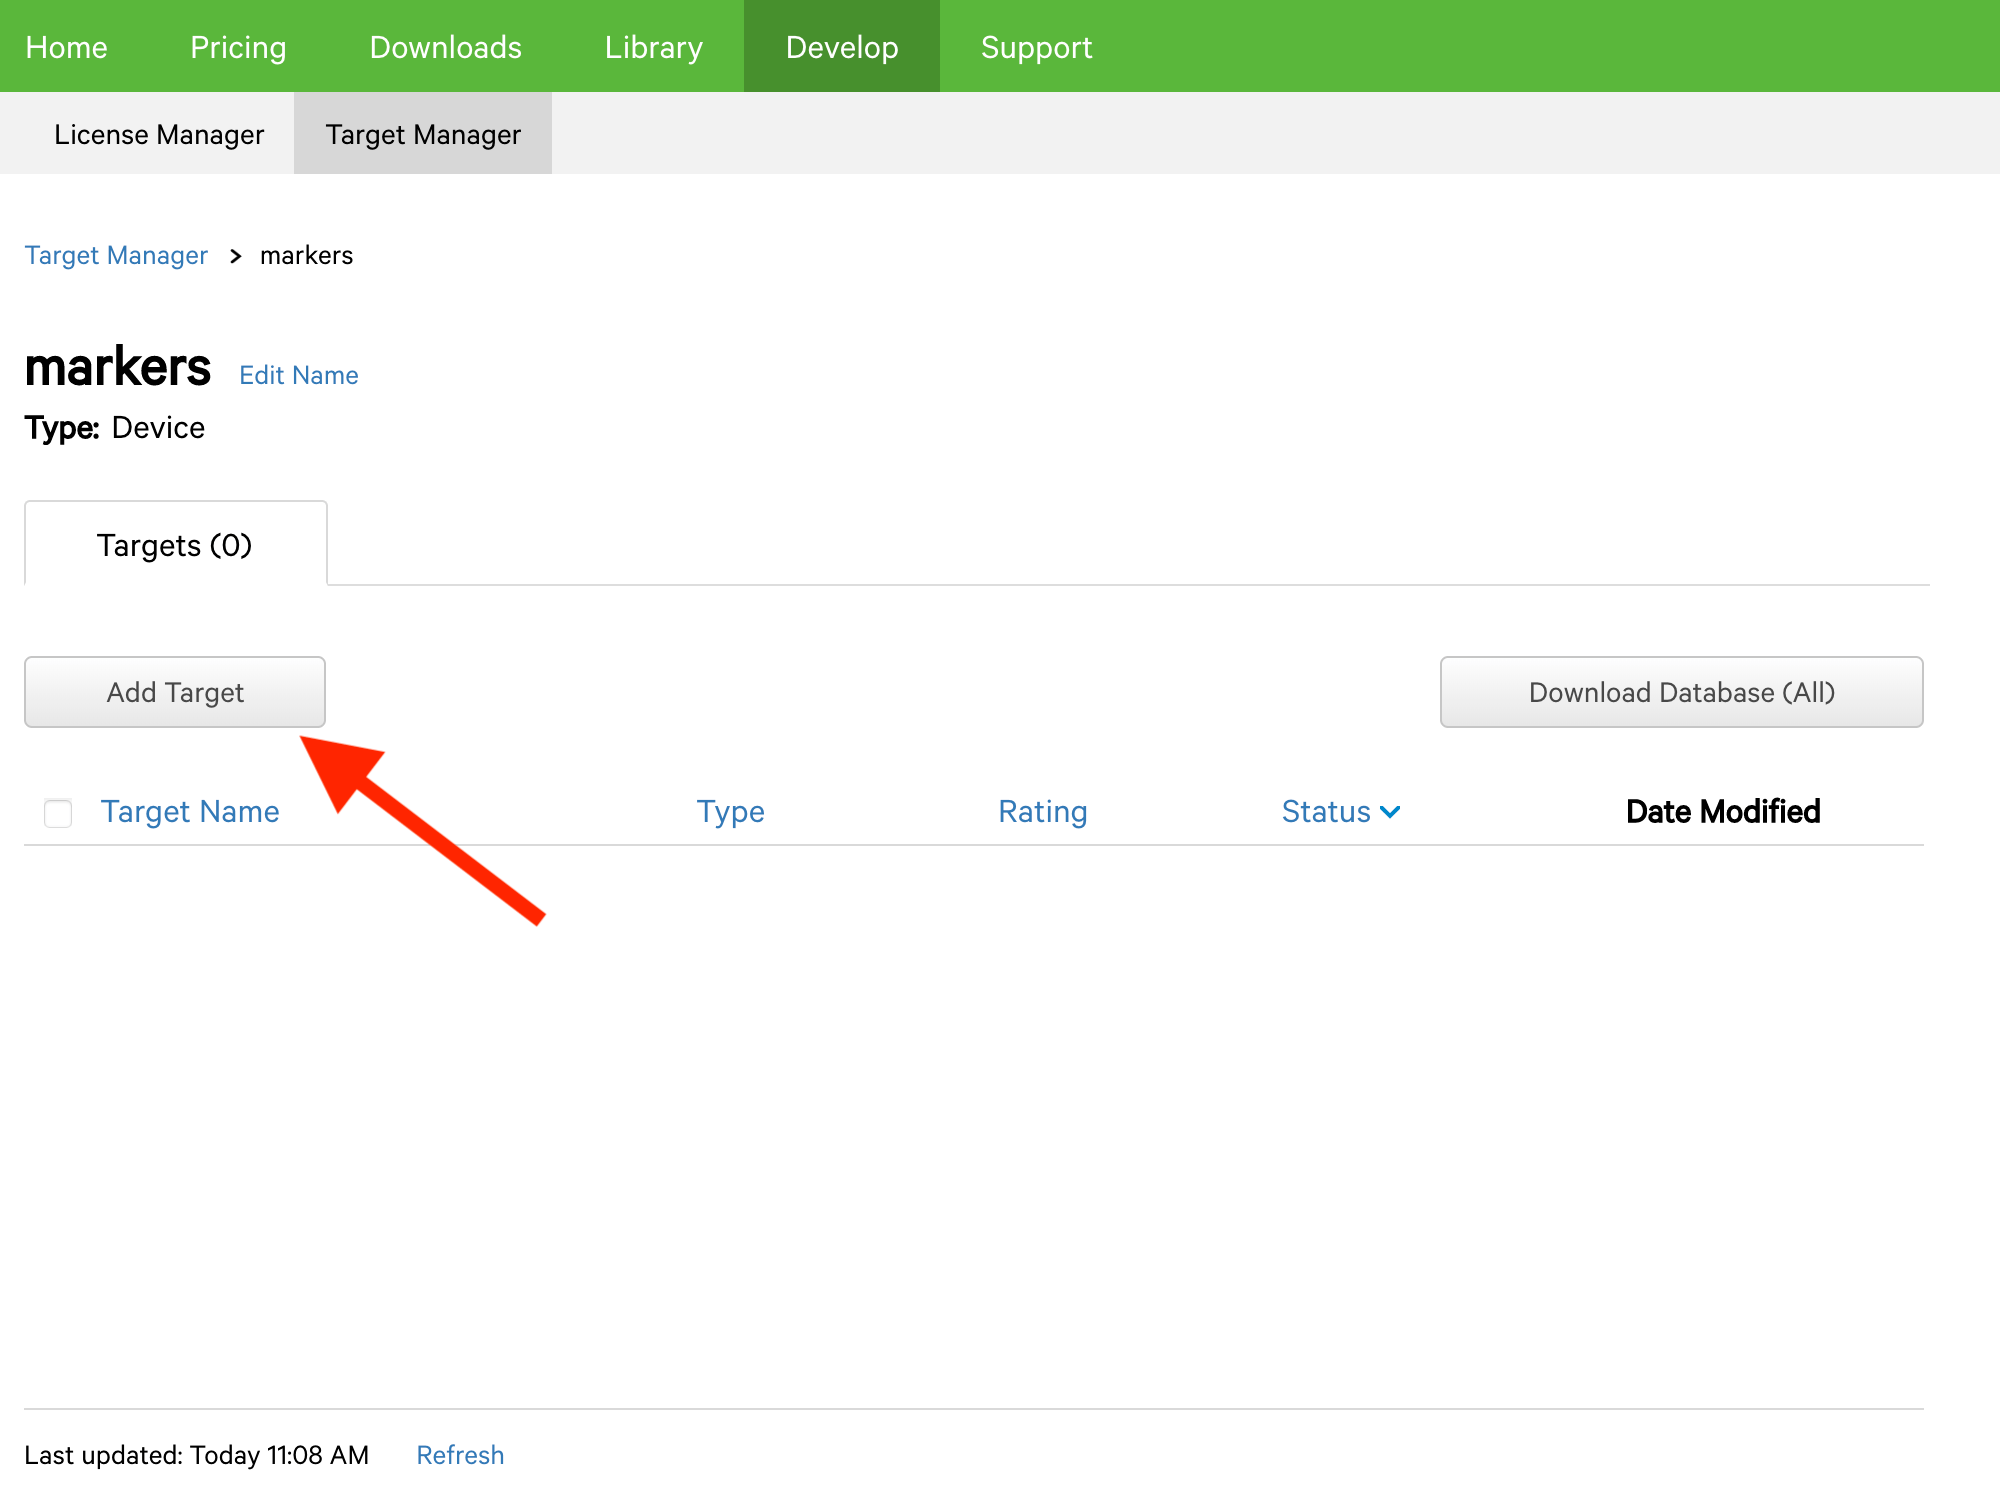 Home Pricing Downloads Library Develop Support
License Manager Target Manager
Target Manager > markers
markers Edit Name
Type: Device
Targets (0)
Add Target Download Database (All)
Target Name Type Rating Status Date Modified
Last updated: Today 11:08 AM Refresh